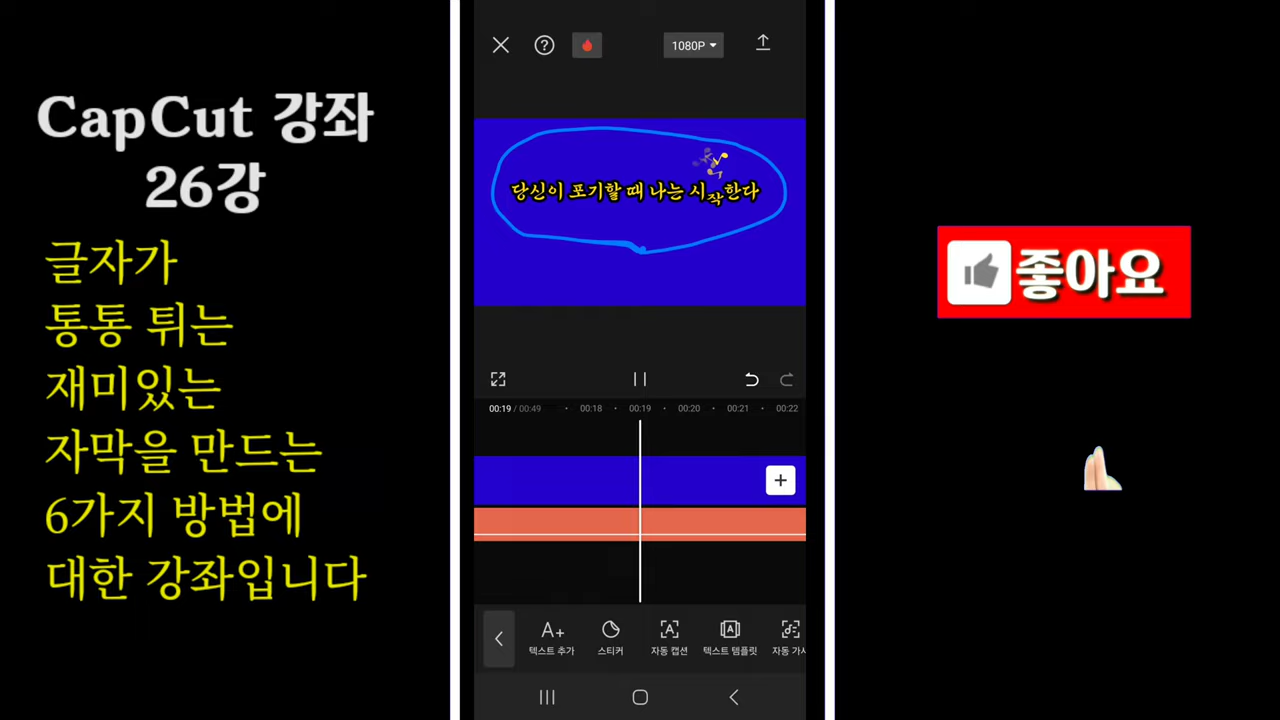 CapCut 강좌
26강
글자가
통통 튀는
재미있는
자막을 만드는
6가지 방법에
대한 강좌입니다
1080P
당신이 포기할 때 나는 시작한다
00:19 / 00:49
00:18
00:19
00:20
00:21
00:22
A+
텍스트 추가
스티커
자동 캡션
텍스트 템플릿
자동 가사
좋아요